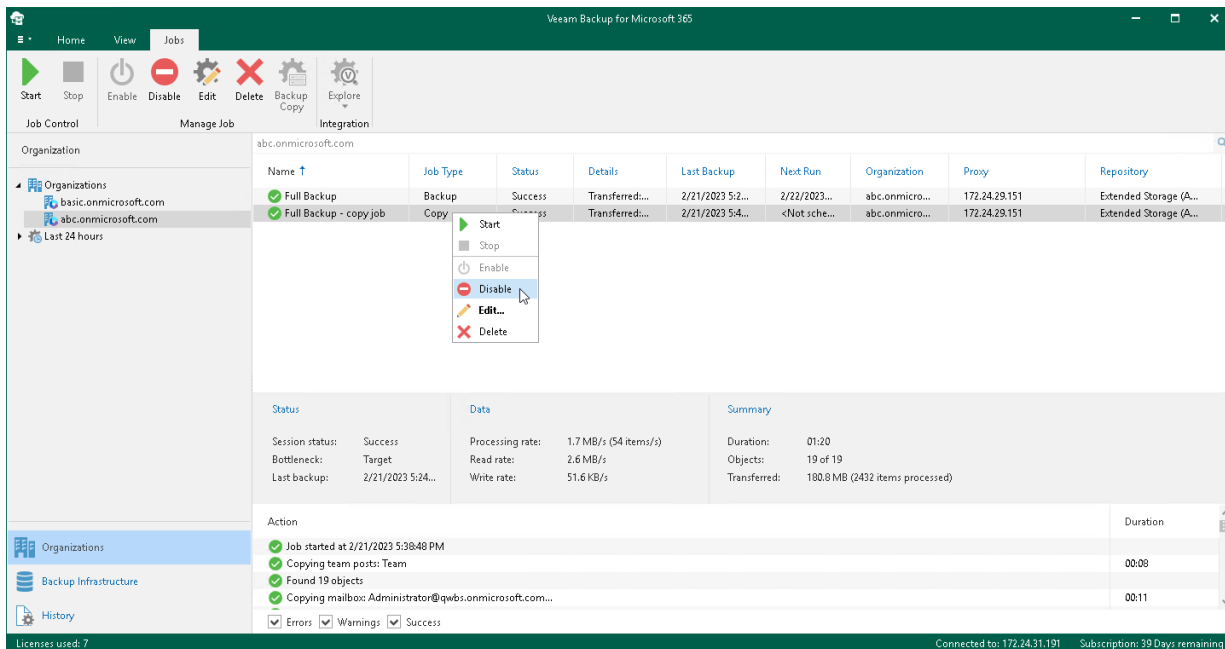 Veeam Backup for Microsoft 365
Home View Jobs
Start Stop Enable Disable Edit Delete Backup Copy Explore
Job Control Manage Job Integration
Organization
Organizations
basic.onmicrosoft.com
abc.onmicrosoft.com
Last 24 hours
Organizations
Backup Infrastructure
History
abc.onmicrosoft.com
Name Job Type Status Details Last Backup Next Run Organization Proxy Repository
Full Backup Backup Success Transferred:... 2/21/2023 5:2... 2/22/2023... abc.onmicro... 172.24.29.151 Extended Storage (A...
Full Backup - copy job Copy Success Transferred:... 2/21/2023 5:4... <Not sche... abc.onmicro... 172.24.29.151 Extended Storage (A...
Start
Stop
Enable
Disable
Edit...
Delete
Status Data Summary
Session status: Success Processing rate: 1.7 MB/s (54 items/s) Duration: 01:20
Bottleneck: Target Read rate: 2.6 MB/s Objects: 19 of 19
Last backup: 2/21/2023 5:24... Write rate: 51.6 KB/s Transferred: 180.8 MB (2432 items processed)
Action Duration
Job started at 2/21/2023 5:38:48 PM
Copying team posts: Team 00:08
Found 19 objects
Copying mailbox: Administrator@qwbs.onmicrosoft.com... 00:11
Errors Warnings Success
Licenses used: 7 Connected to: 172.24.31.191 Subscription: 39 Days remaining